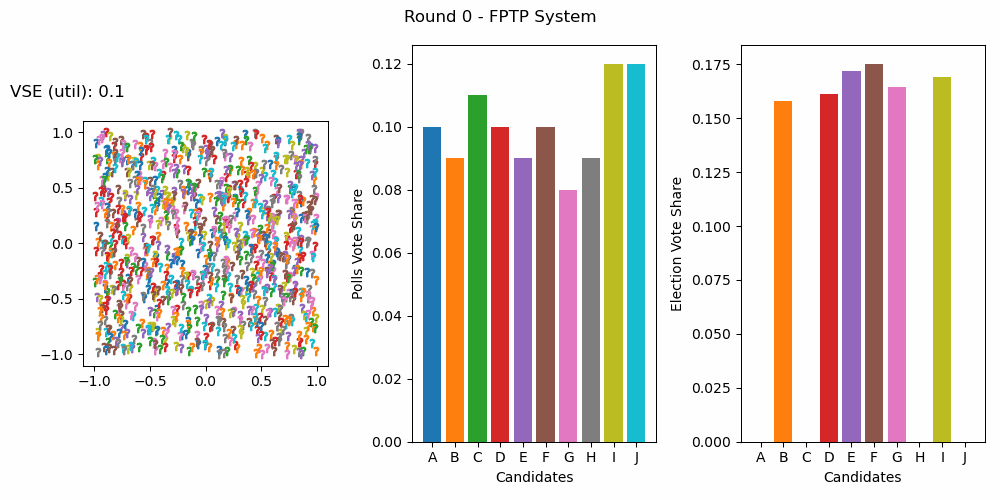 Round 0 - FPTP System
VSE (util): 0.1
1.0
0.5
0.0
−0.5
−1.0
−1.0 −0.5 0.0 0.5 1.0
Polls Vote Share
0.12
0.10
0.08
0.06
0.04
0.02
0.00
A B C D E F G H I J
Candidates
Election Vote Share
0.175
0.150
0.125
0.100
0.075
0.050
0.025
0.000
A B C D E F G H I J
Candidates